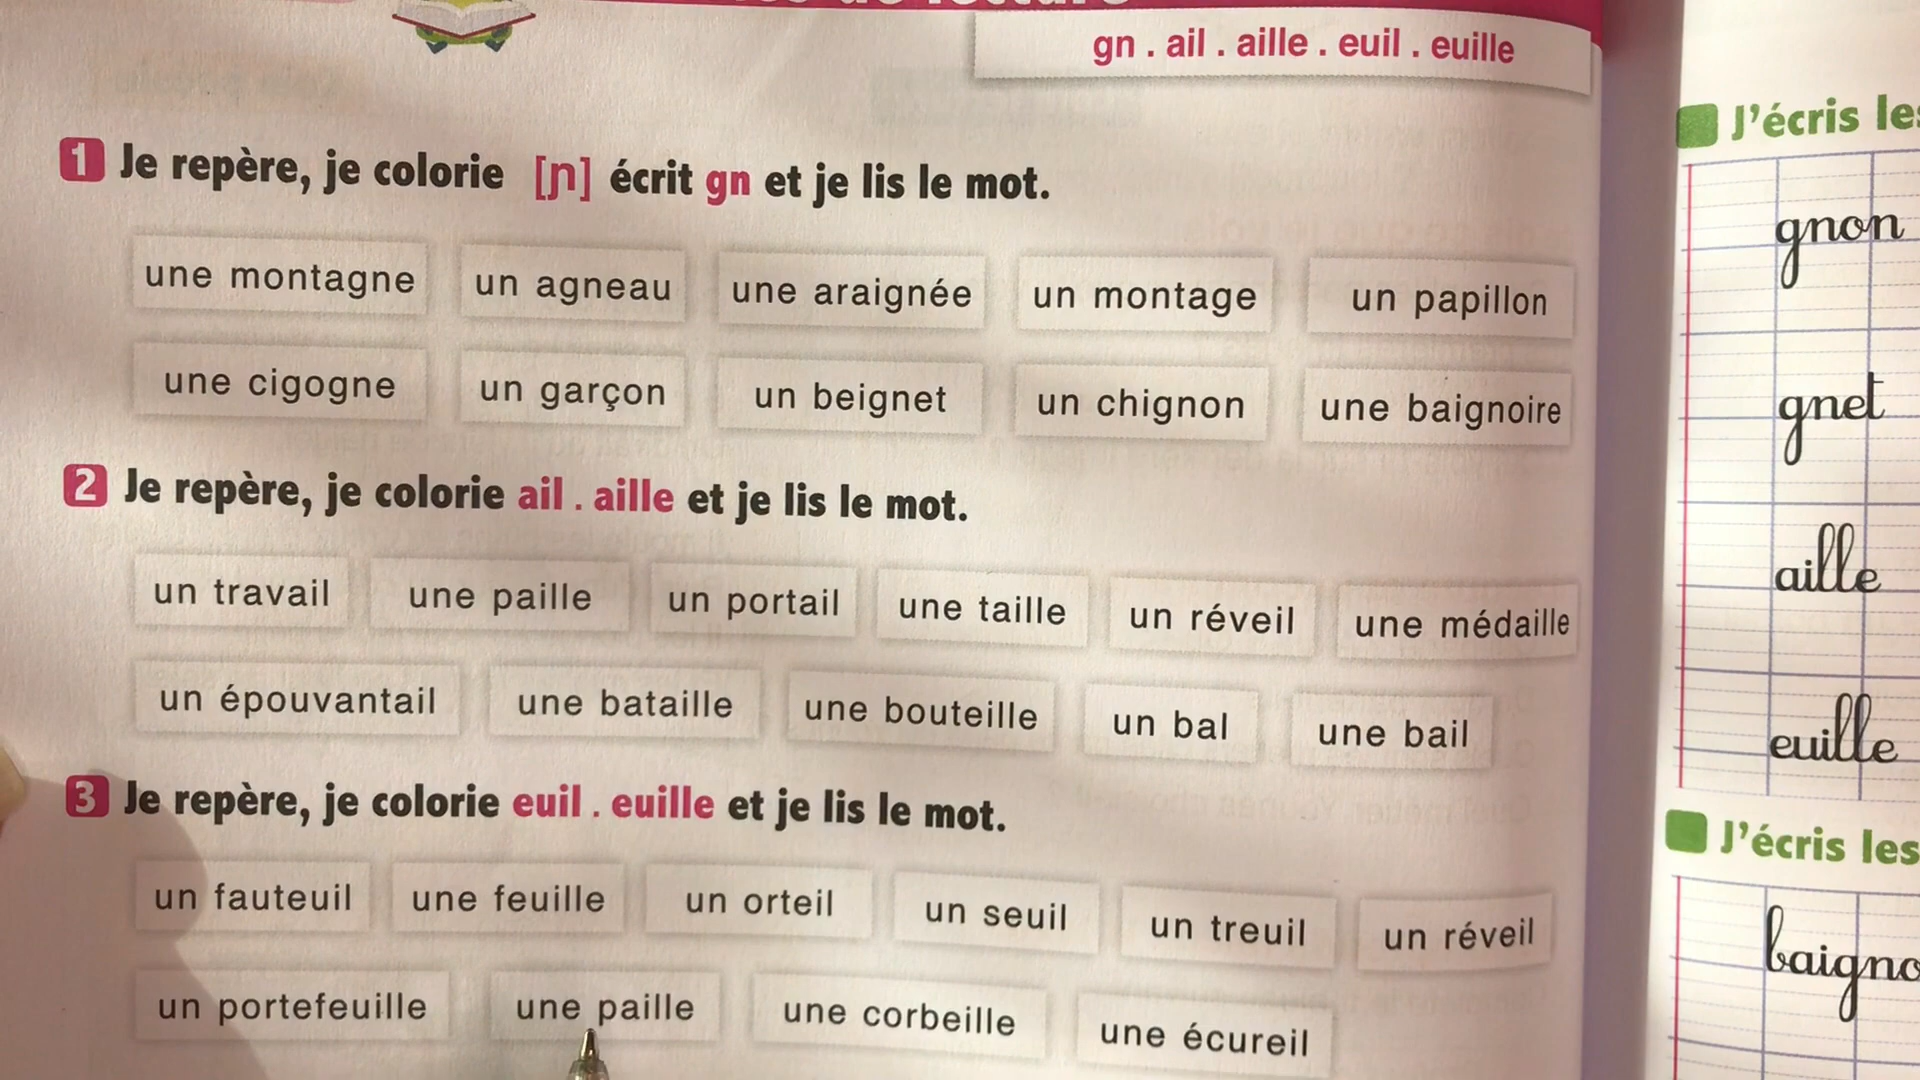 gn . ail . aille . euil . euille
1 Je repère, je colorie [ɲ] écrit gn et je lis le mot.
une montagne un agneau une araignée un montage un papillon
une cigogne un garçon un beignet un chignon une baignoire
2 Je repère, je colorie ail . aille et je lis le mot.
un travail une paille un portail une taille un réveil une médaille
un épouvantail une bataille une bouteille un bal une bail
3 Je repère, je colorie euil . euille et je lis le mot.
un fauteuil une feuille un orteil un seuil un treuil un réveil
un portefeuille une paille une corbeille une écureil
J'écris les
gnon
gnet
aille
euille
J'écris les
baigno